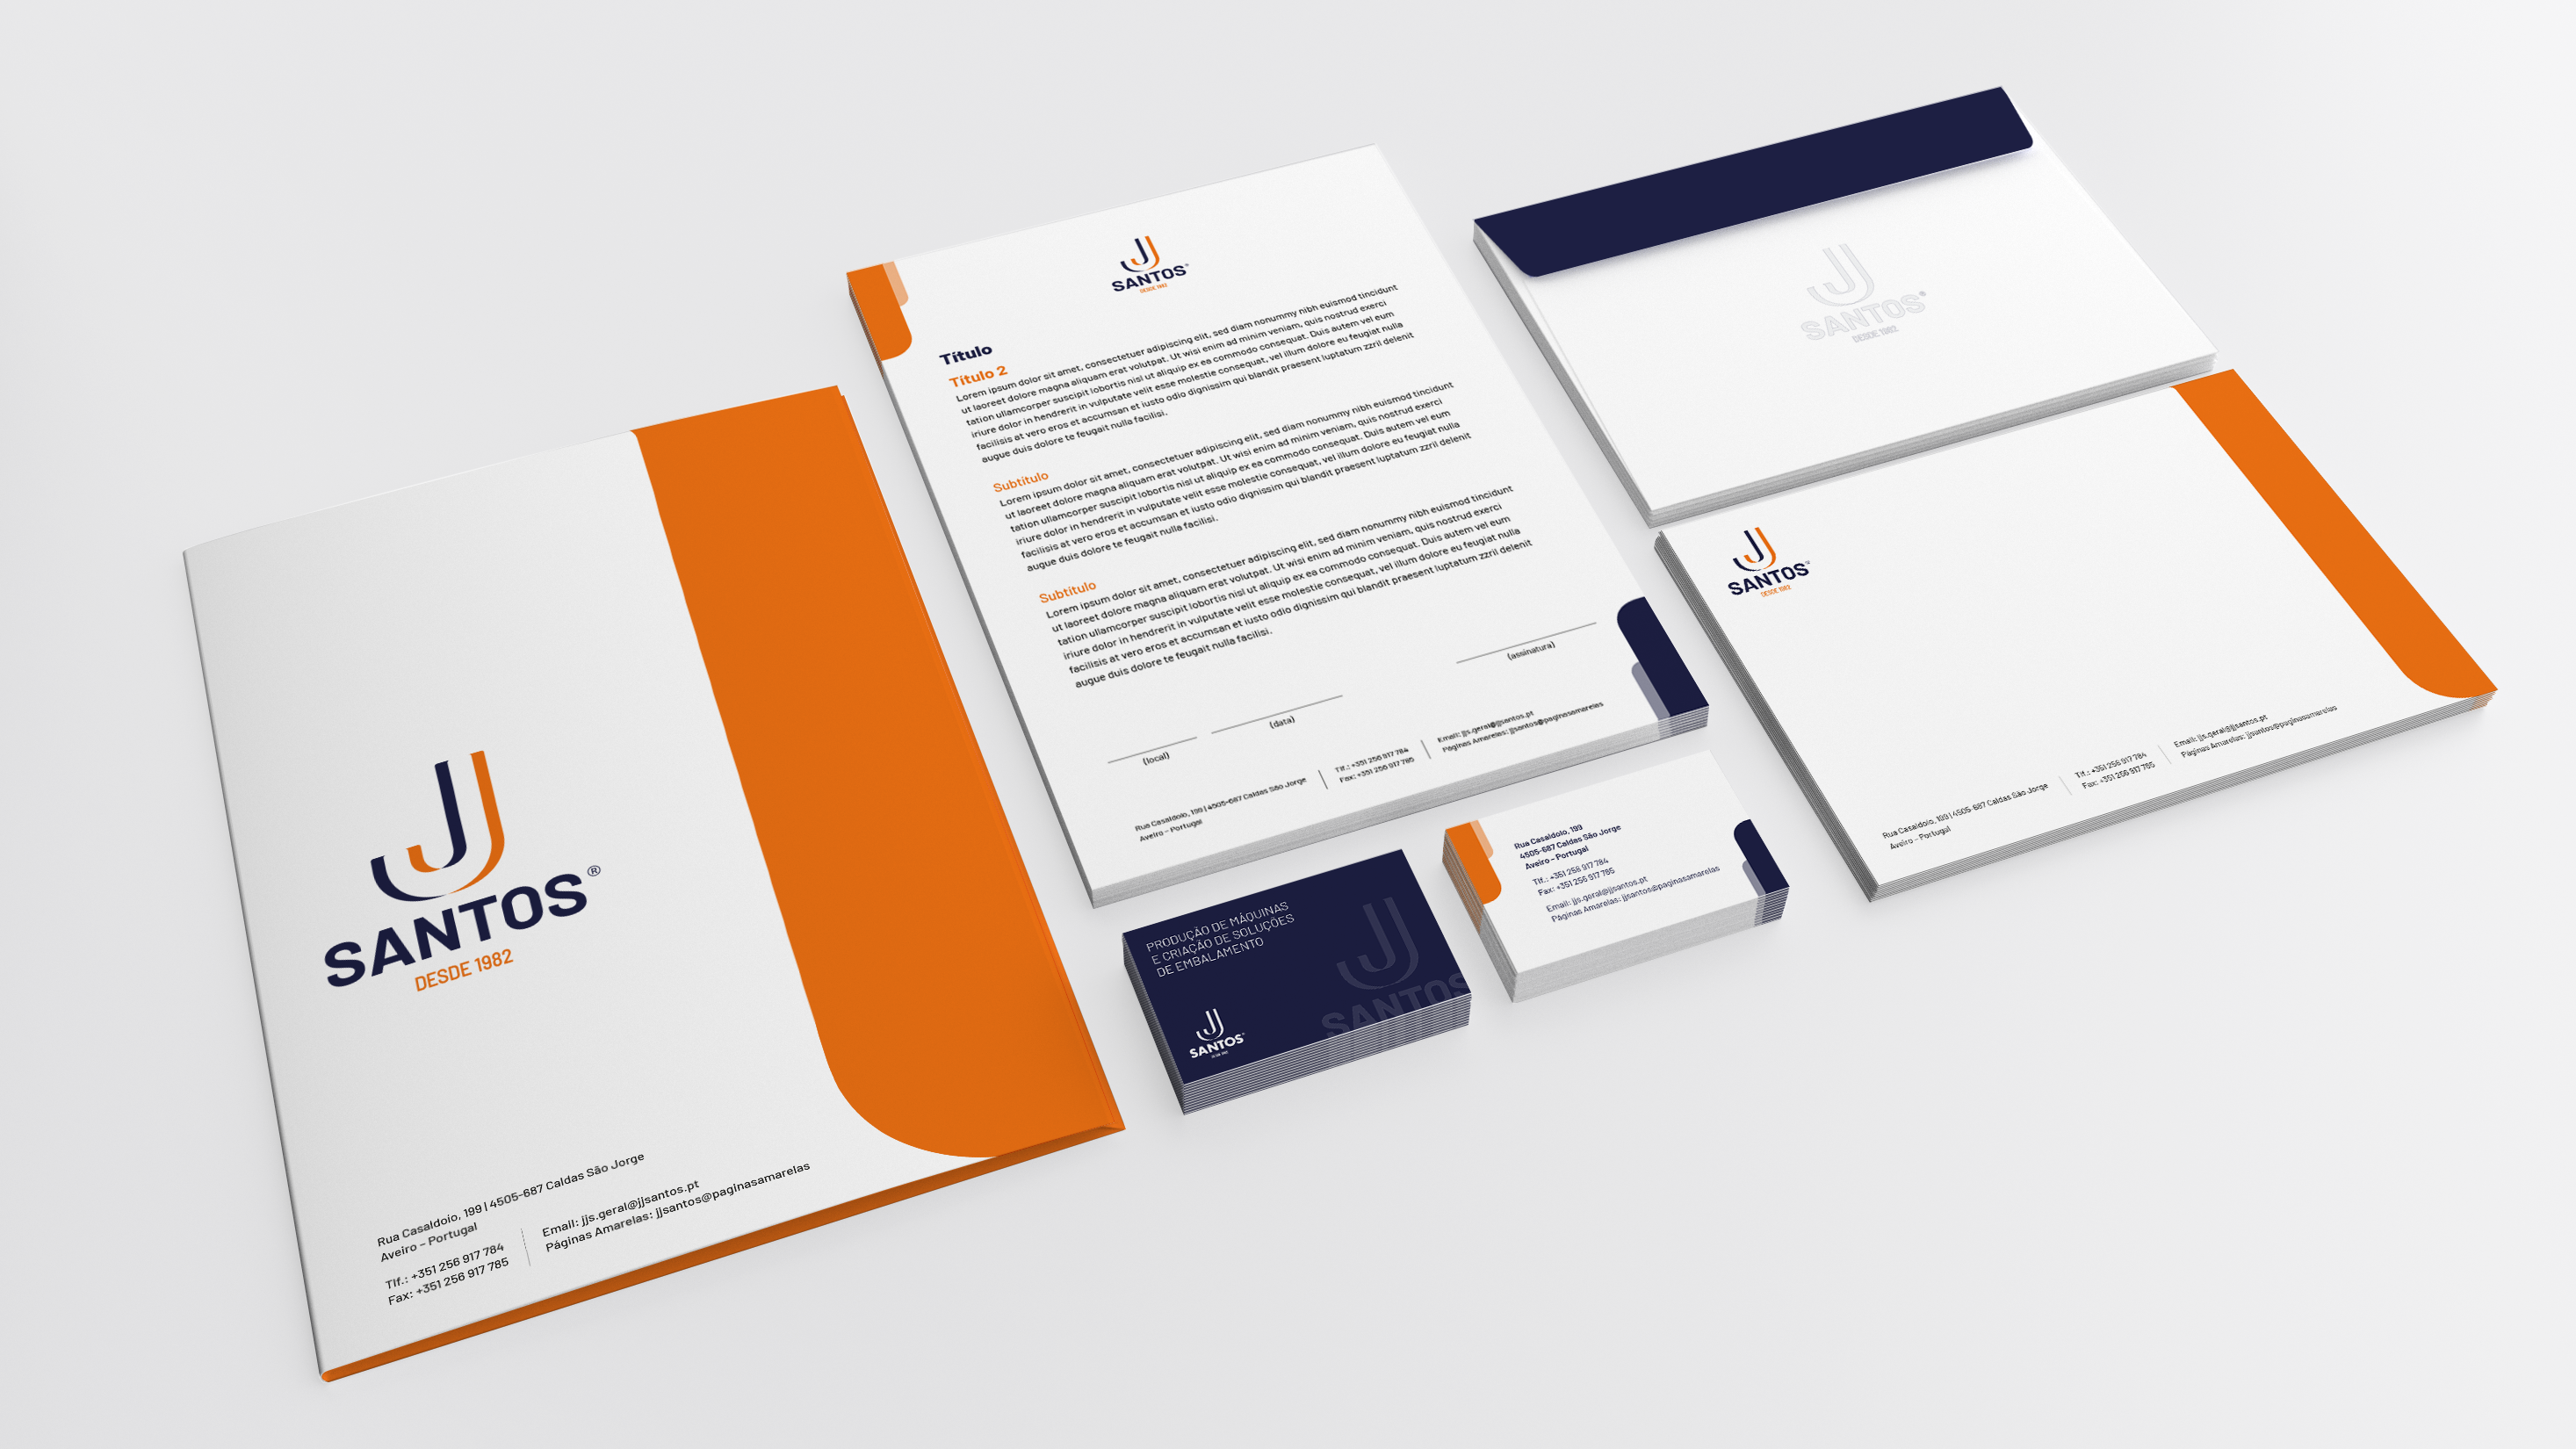 JJ
SANTOS®
DESDE 1982
Rua Casaldoio, 199 | 4505-687 Caldas São Jorge
Aveiro – Portugal
Tlf.: +351 256 917 784
Fax: +351 256 917 785
Email: jjs.geral@jjsantos.pt
Páginas Amarelas: jjsantos@paginasamarelas
JJ
SANTOS®
DESDE 1982
Título
Título 2
Lorem ipsum dolor sit amet, consectetuer adipiscing elit, sed diam nonummy nibh euismod tincidunt
ut laoreet dolore magna aliquam erat volutpat. Ut wisi enim ad minim veniam, quis nostrud exerci
tation ullamcorper suscipit lobortis nisl ut aliquip ex ea commodo consequat. Duis autem vel eum
iriure dolor in hendrerit in vulputate velit esse molestie consequat, vel illum dolore eu feugiat nulla
facilisis at vero eros et accumsan et iusto odio dignissim qui blandit praesent luptatum zzril delenit
augue duis dolore te feugait nulla facilisi.
Subtítulo
Lorem ipsum dolor sit amet, consectetuer adipiscing elit, sed diam nonummy nibh euismod tincidunt
ut laoreet dolore magna aliquam erat volutpat. Ut wisi enim ad minim veniam, quis nostrud exerci
tation ullamcorper suscipit lobortis nisl ut aliquip ex ea commodo consequat. Duis autem vel eum
iriure dolor in hendrerit in vulputate velit esse molestie consequat, vel illum dolore eu feugiat nulla
facilisis at vero eros et accumsan et iusto odio dignissim qui blandit praesent luptatum zzril delenit
augue duis dolore te feugait nulla facilisi.
Subtítulo
Lorem ipsum dolor sit amet, consectetuer adipiscing elit, sed diam nonummy nibh euismod tincidunt
ut laoreet dolore magna aliquam erat volutpat. Ut wisi enim ad minim veniam, quis nostrud exerci
tation ullamcorper suscipit lobortis nisl ut aliquip ex ea commodo consequat. Duis autem vel eum
iriure dolor in hendrerit in vulputate velit esse molestie consequat, vel illum dolore eu feugiat nulla
facilisis at vero eros et accumsan et iusto odio dignissim qui blandit praesent luptatum zzril delenit
augue duis dolore te feugait nulla facilisi.
(local)
(data)
(assinatura)
Rua Casaldoio, 199 | 4505-687 Caldas São Jorge
Aveiro – Portugal
Tlf.: +351 256 917 784
Fax: +351 256 917 785
Email: jjs.geral@jjsantos.pt
Páginas Amarelas: jjsantos@paginasamarelas
JJ
SANTOS®
DESDE 1982
JJ
SANTOS®
DESDE 1982
Rua Casaldoio, 199 | 4505-687 Caldas São Jorge
Aveiro – Portugal
Tlf.: +351 256 917 784
Fax: +351 256 917 785
Email: jjs.geral@jjsantos.pt
Páginas Amarelas: jjsantos@paginasamarelas
PRODUÇÃO DE MÁQUINAS
E CRIAÇÃO DE SOLUÇÕES
DE EMBALAMENTO
JJ
SANTOS®
DESDE 1982
JJ
SANTOS
Rua Casaldoio, 199
4505-687 Caldas São Jorge
Aveiro – Portugal
Tlf.: +351 256 917 784
Fax: +351 256 917 785
Email: jjs.geral@jjsantos.pt
Páginas Amarelas: jjsantos@paginasamarelas